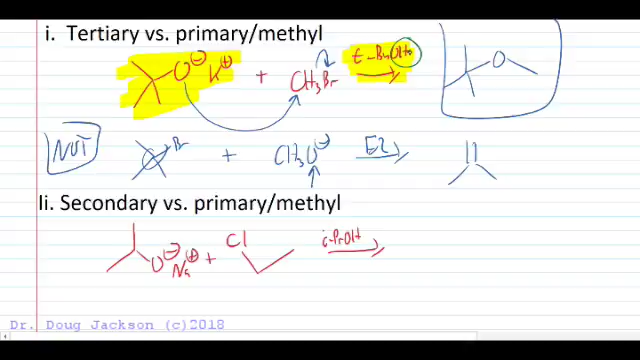 i. Tertiary vs. primary/methyl
O⊖ K⊕ + CH3Br t-BuOH O
NOT Br + CH3O⊖ E2
Ii. Secondary vs. primary/methyl
O⊖ Na⊕ + Cl i-PrOH
Dr. Doug Jackson (c)2018